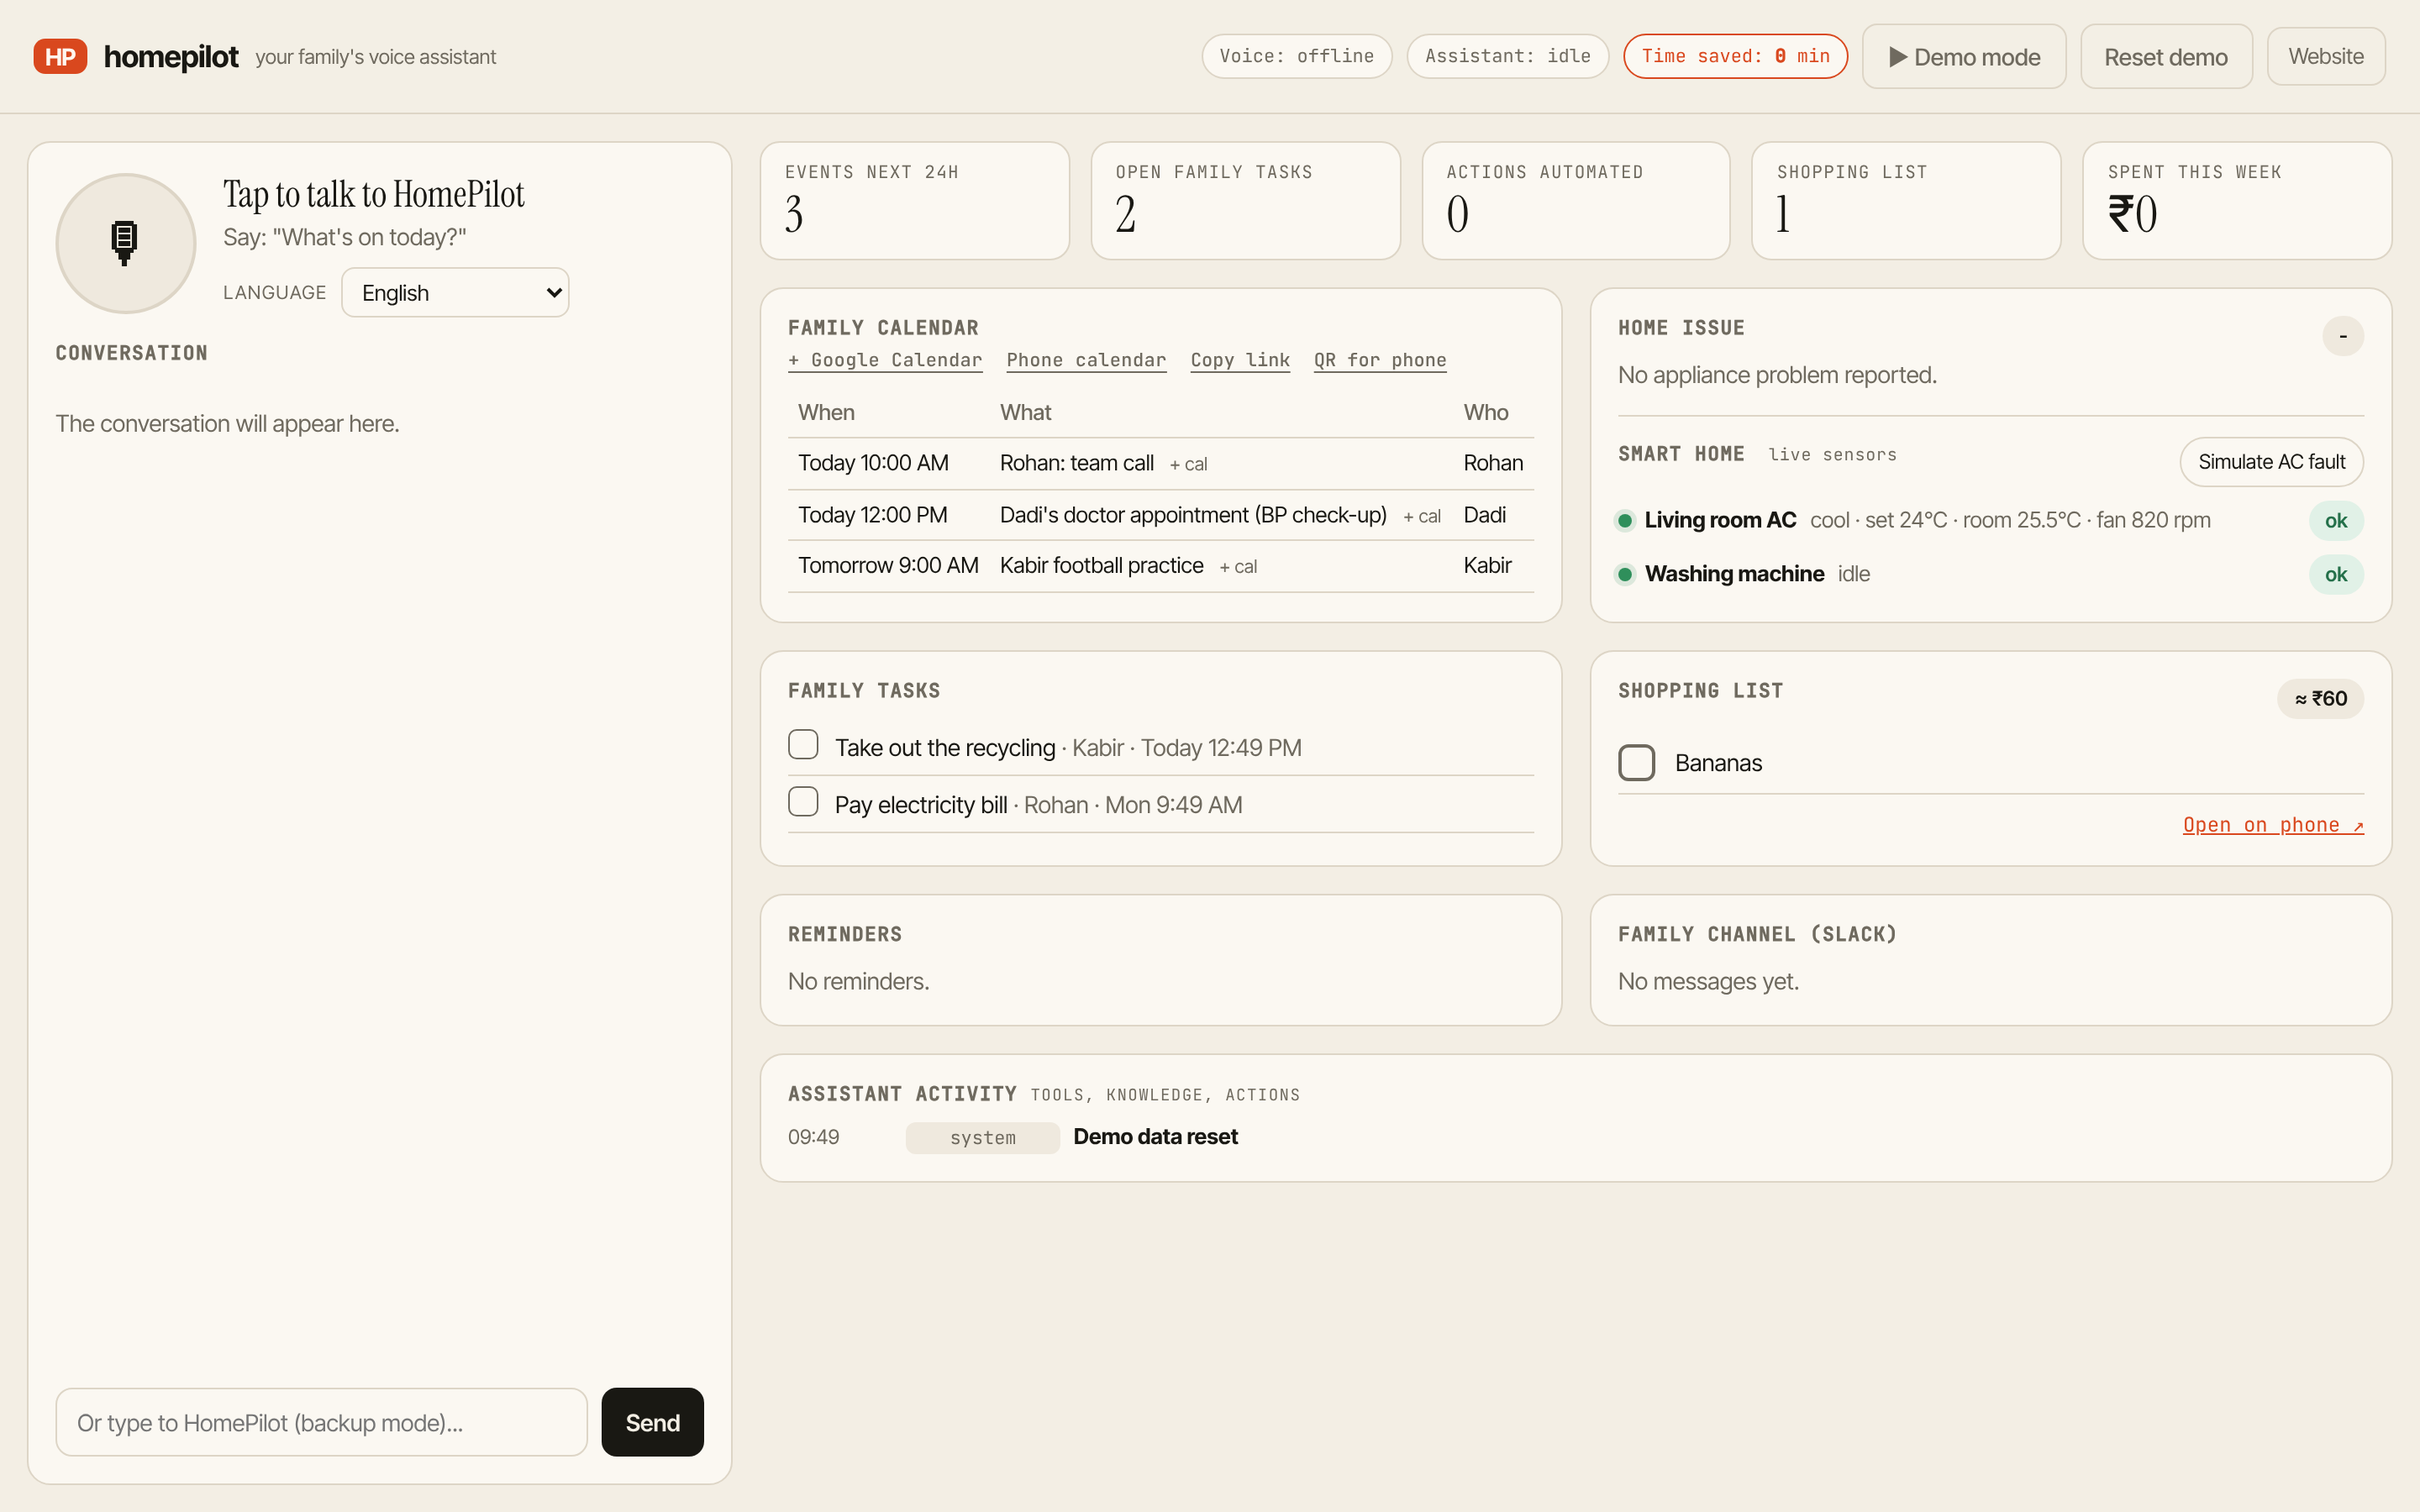 HP homepilot your family's voice assistant
Voice: offline Assistant: idle Time saved: 0 min ▶ Demo mode Reset demo Website
Tap to talk to HomePilot
Say: "What's on today?"
LANGUAGE English
CONVERSATION
The conversation will appear here.
Or type to HomePilot (backup mode)... Send
EVENTS NEXT 24H
3
OPEN FAMILY TASKS
2
ACTIONS AUTOMATED
0
SHOPPING LIST
1
SPENT THIS WEEK
₹0
FAMILY CALENDAR
+ Google Calendar Phone calendar Copy link QR for phone
When What Who
Today 10:00 AM Rohan: team call + cal Rohan
Today 12:00 PM Dadi's doctor appointment (BP check-up) + cal Dadi
Tomorrow 9:00 AM Kabir football practice + cal Kabir
HOME ISSUE -
No appliance problem reported.
SMART HOME live sensors Simulate AC fault
Living room AC cool · set 24°C · room 25.5°C · fan 820 rpm ok
Washing machine idle ok
FAMILY TASKS
Take out the recycling · Kabir · Today 12:49 PM
Pay electricity bill · Rohan · Mon 9:49 AM
SHOPPING LIST ≈ ₹60
Bananas
Open on phone ↗
REMINDERS
No reminders.
FAMILY CHANNEL (SLACK)
No messages yet.
ASSISTANT ACTIVITY TOOLS, KNOWLEDGE, ACTIONS
09:49 system Demo data reset